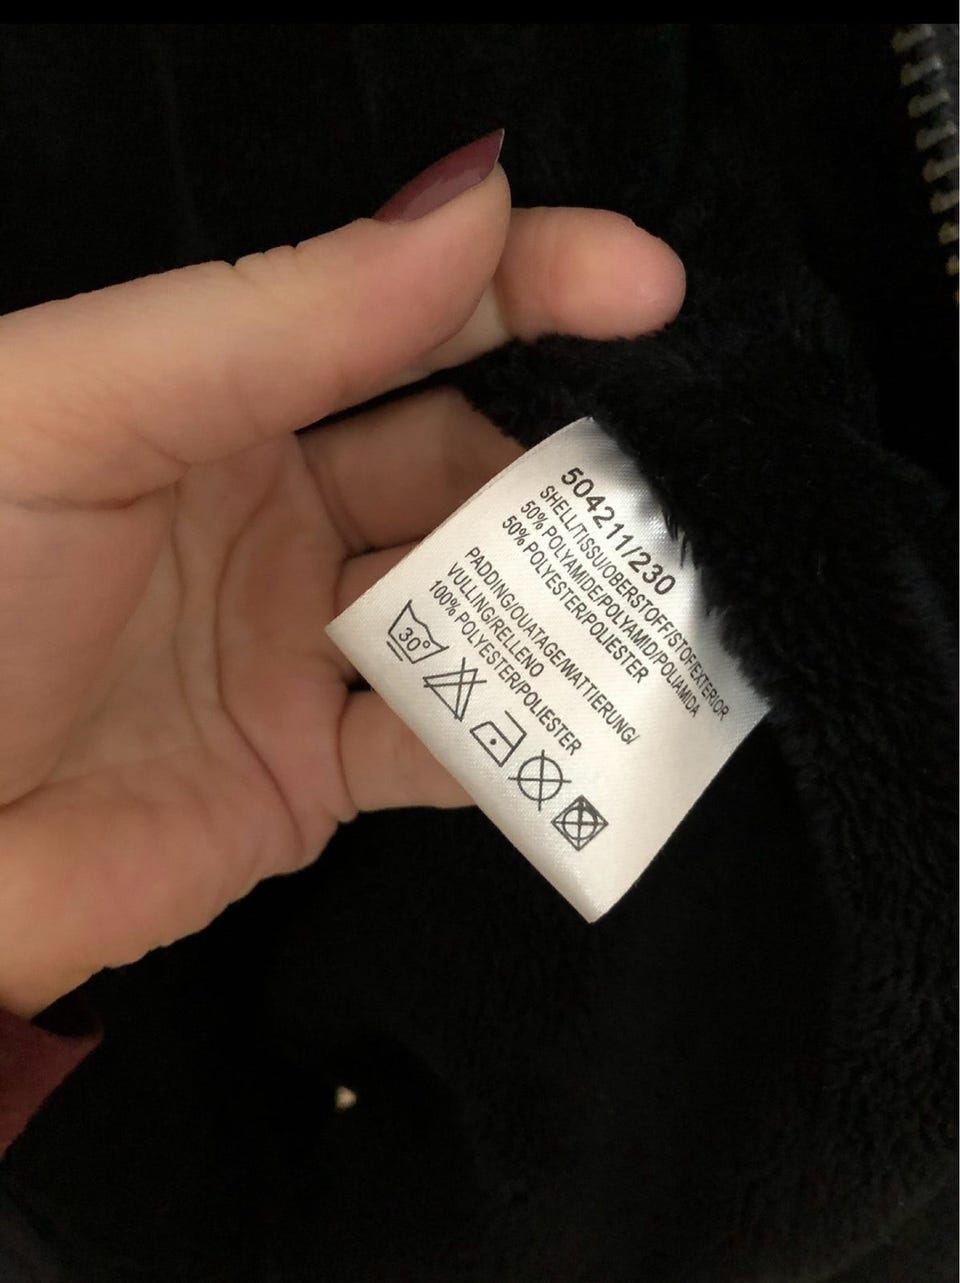 504211/230
SHELL/TISSU/OBERSTOFF/STOF/EXTERIOR
50% POLYAMIDE/POLYAMID/POLIAMIDA
50% POLYESTER/POLIESTER
PADDING/OUATAGE/WATTIERUNG/
VULLING/RELLENO
100% POLYESTER/POLIESTER
30°